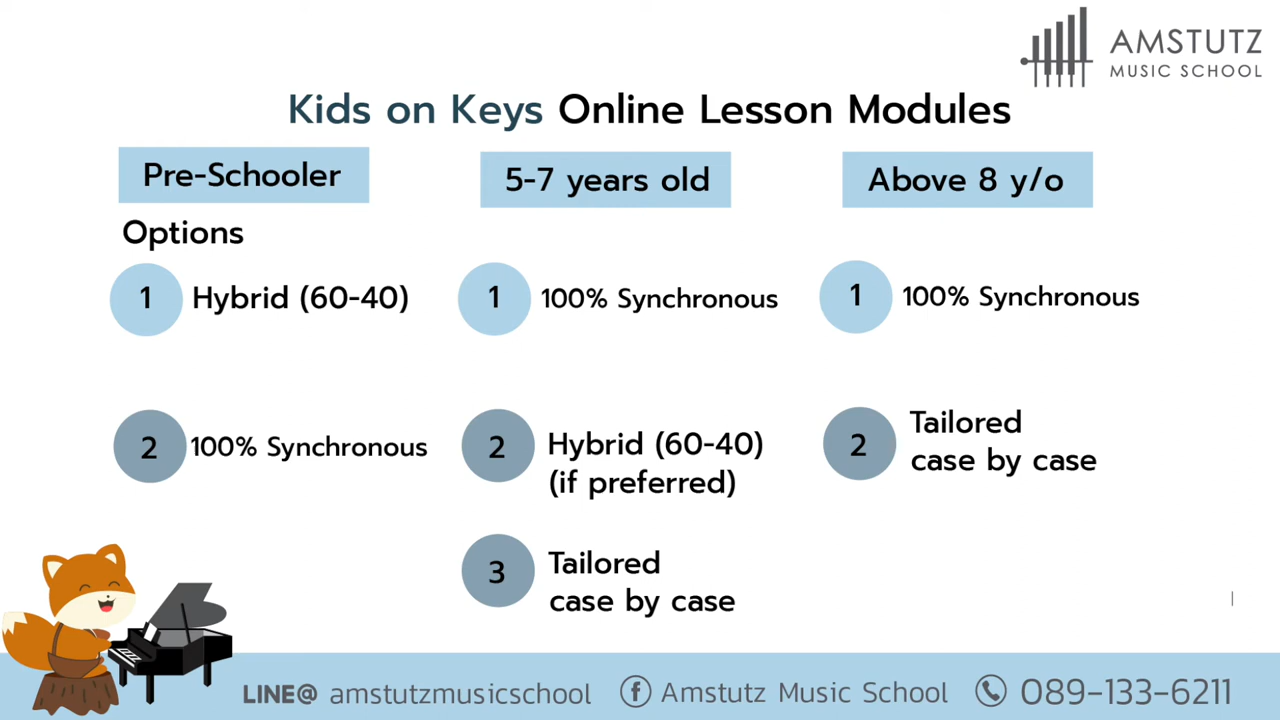 AMSTUTZ
MUSIC SCHOOL
Kids on Keys Online Lesson Modules
Pre-Schooler
Options
1 Hybrid (60-40)
2 100% Synchronous
5-7 years old
1 100% Synchronous
2 Hybrid (60-40)
(if preferred)
3 Tailored
case by case
Above 8 y/o
1 100% Synchronous
2 Tailored
case by case
LINE@ amstutzmusicschool f Amstutz Music School 089-133-6211